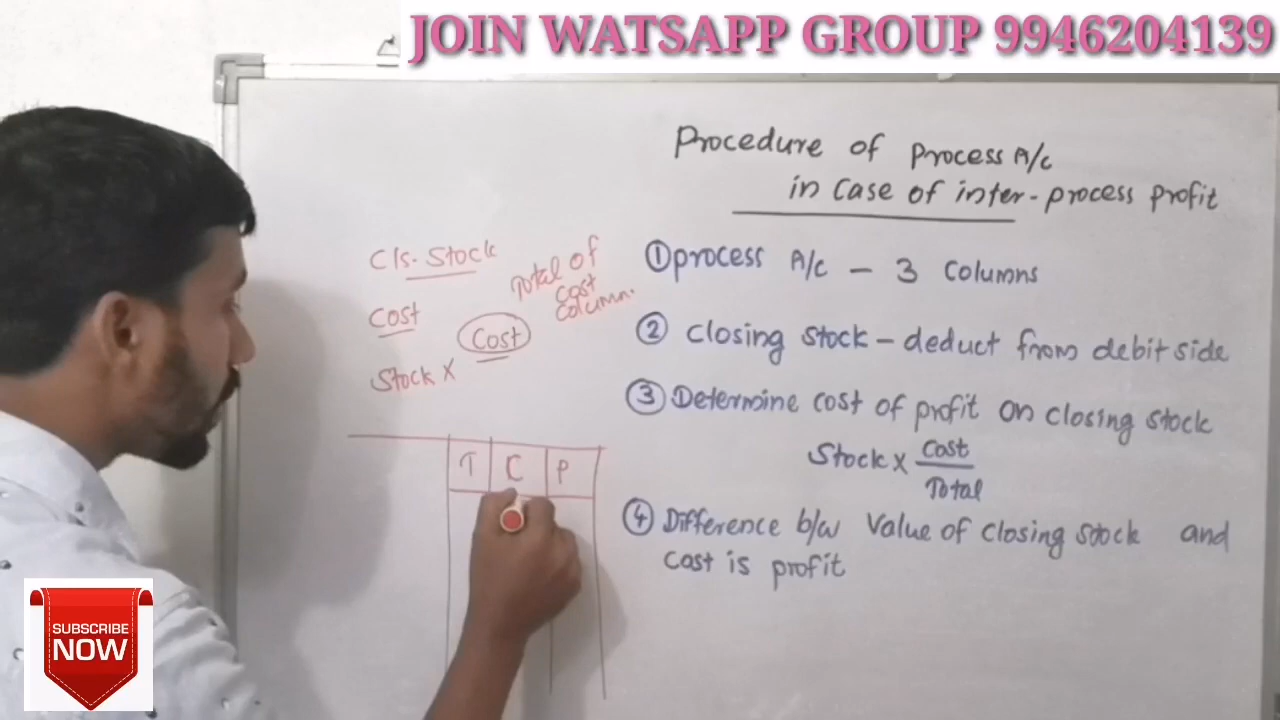 JOIN WATSAPP GROUP 9946204139
Procedure of Process A/c
in case of inter-process profit
① process A/c - 3 Columns
② Closing stock - deduct from debit side
③ Determine cost of profit on closing stock
Stock x Cost
Total
④ Difference b/w Value of closing stock and
Cost is profit
Cls. Stock
Cost
Stock x
Cost
Total of
cost
column.
T C P
SUBSCRIBE
NOW